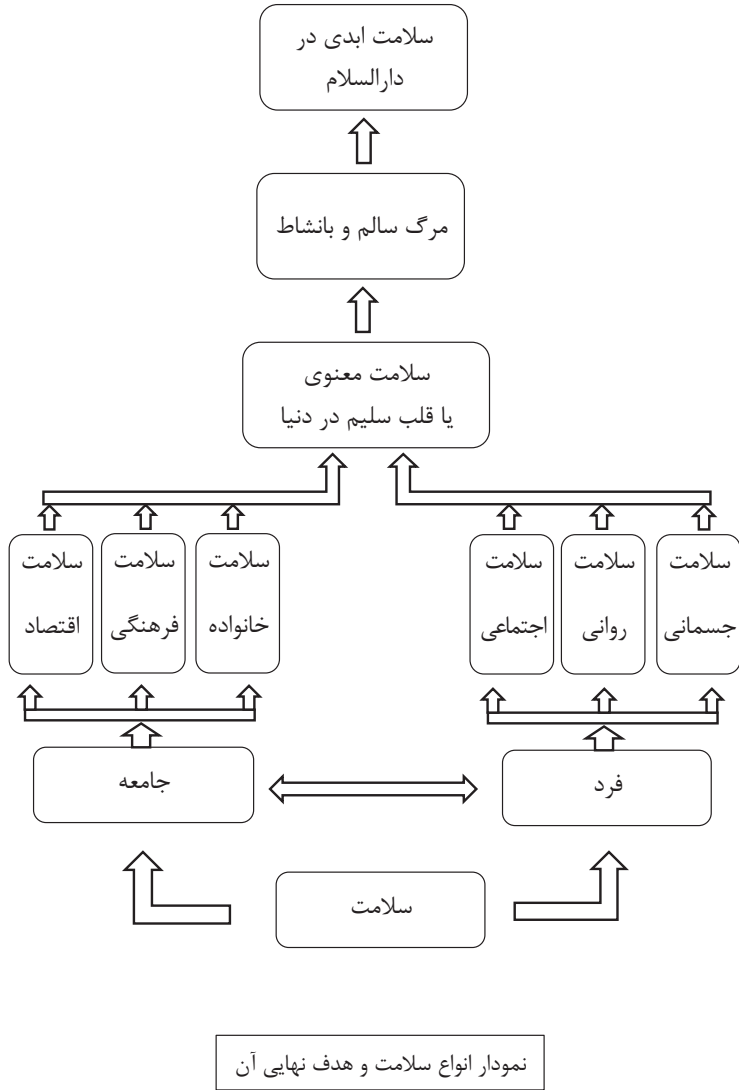 سلامت ابدی در
دارالسلام
مرگ سالم و بانشاط
سلامت معنوی
یا قلب سلیم در دنیا
سلامت
جسمانی
سلامت
روانی
سلامت
اجتماعی
سلامت
خانواده
سلامت
فرهنگی
سلامت
اقتصاد
فرد
جامعه
سلامت
نمودار انواع سلامت و هدف نهایی آن